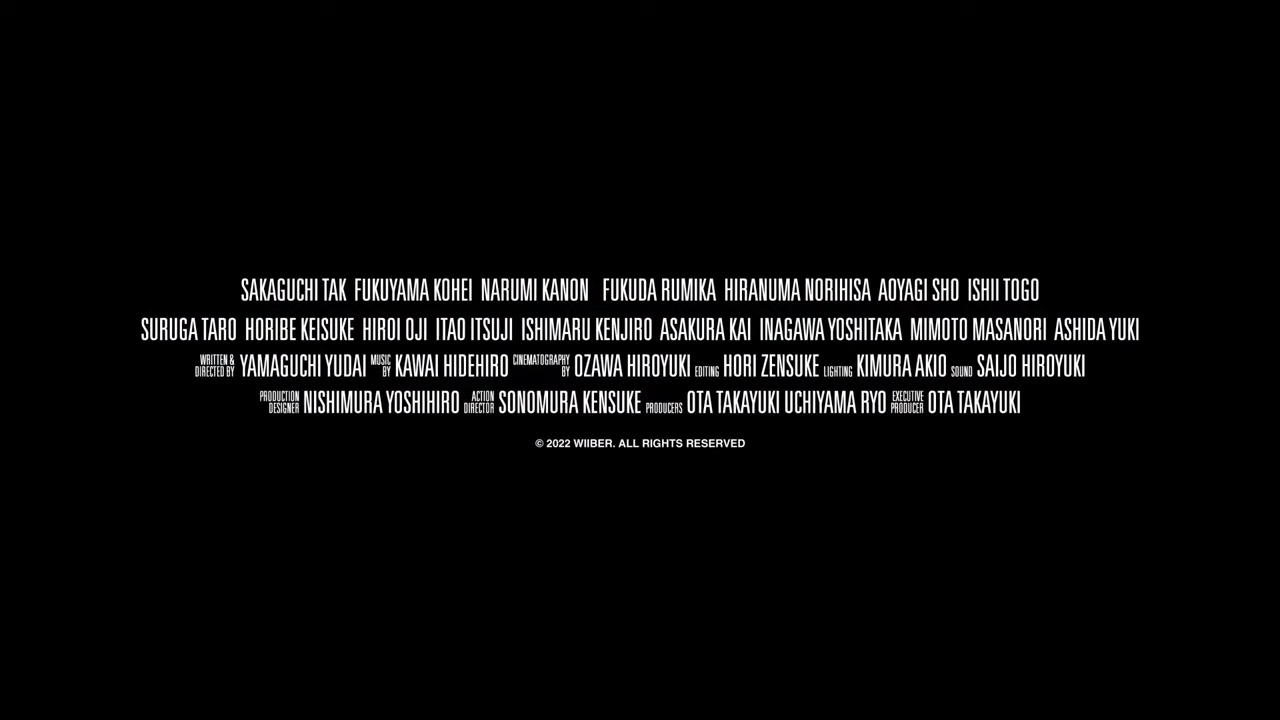 SAKAGUCHI TAK FUKUYAMA KOHEI NARUMI KANON FUKUDA RUMIKA HIRANUMA NORIHISA AOYAGI SHO ISHII TOGO
SURUGA TARO HORIBE KEISUKE HIROI OJI ITAO ITSUJI ISHIMARU KENJIRO ASAKURA KAI INAGAWA YOSHITAKA MIMOTO MASANORI ASHIDA YUKI
WRITTEN & DIRECTED BY YAMAGUCHI YUDAI MUSIC BY KAWAI HIDEHIRO CINEMATOGRAPHY BY OZAWA HIROYUKI EDITING HORI ZENSUKE LIGHTING KIMURA AKIO SOUND SAIJO HIROYUKI
PRODUCTION DESIGNER NISHIMURA YOSHIHIRO ACTION DIRECTOR SONOMURA KENSUKE PRODUCERS OTA TAKAYUKI UCHIYAMA RYO EXECUTIVE PRODUCER OTA TAKAYUKI
© 2022 WIIBER. ALL RIGHTS RESERVED